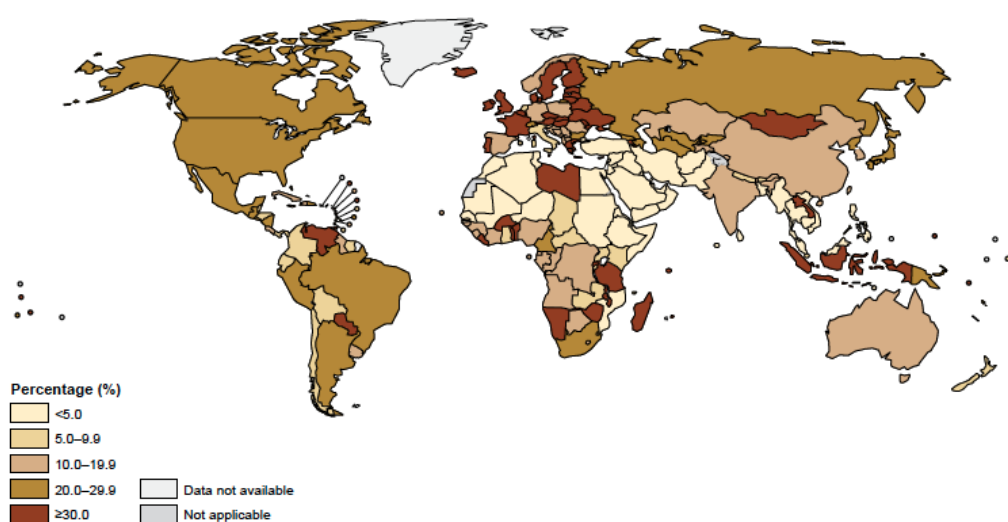 Percentage (%)
<5.0
5.0–9.9
10.0–19.9
20.0–29.9
≥30.0
Data not available
Not applicable